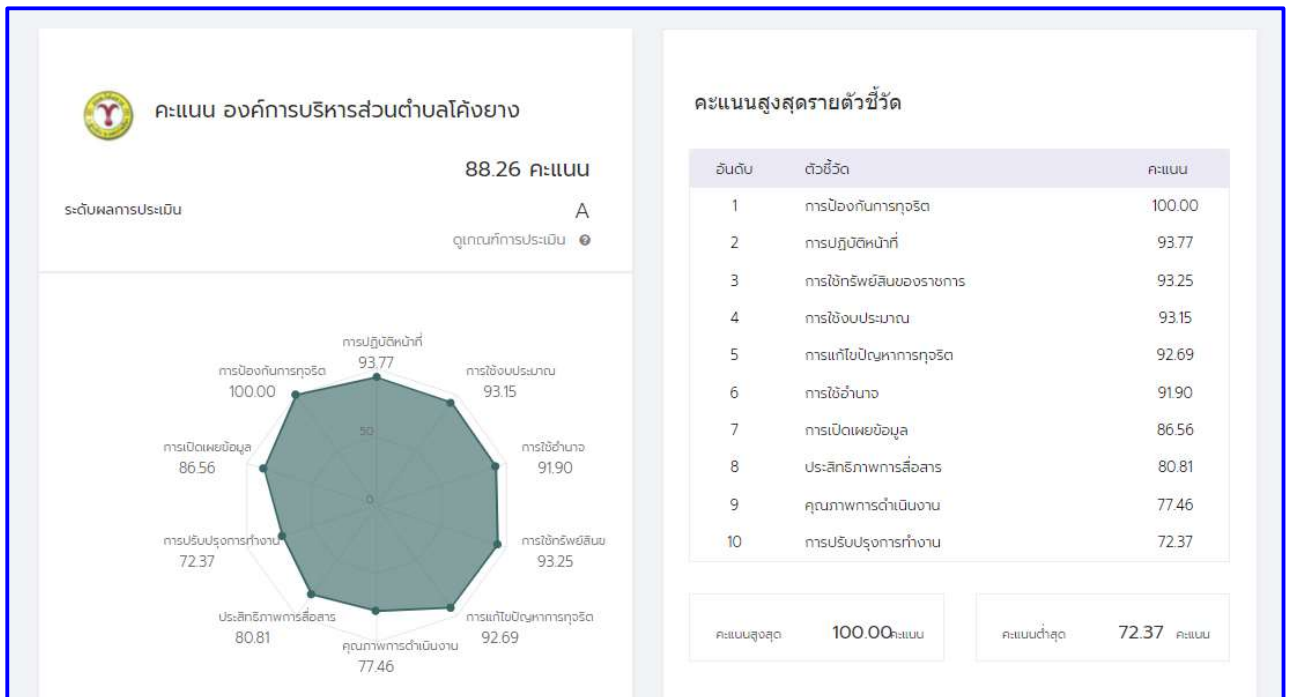 คะแนน องค์การบริหารส่วนตำบลโค้งยาง
88.26 คะแนน
ระดับผลการประเมิน
A
ดูเกณฑ์การประเมิน
การปฏิบัติหน้าที่
93.77
การป้องกันการทุจริต
100.00
การใช้งบประมาณ
93.15
50
การเปิดเผยข้อมูล
86.56
การใช้อำนาจ
91.90
0
การปรับปรุงการทำงาน
72.37
การใช้ทรัพย์สินข
93.25
ประสิทธิภาพการสื่อสาร
80.81
การแก้ไขปัญหาการทุจริต
92.69
คุณภาพการดำเนินงาน
77.46
คะแนนสูงสุดรายตัวชี้วัด
อันดับ ตัวชี้วัด คะแนน
1 การป้องกันการทุจริต 100.00
2 การปฏิบัติหน้าที่ 93.77
3 การใช้ทรัพย์สินของราชการ 93.25
4 การใช้งบประมาณ 93.15
5 การแก้ไขปัญหาการทุจริต 92.69
6 การใช้อำนาจ 91.90
7 การเปิดเผยข้อมูล 86.56
8 ประสิทธิภาพการสื่อสาร 80.81
9 คุณภาพการดำเนินงาน 77.46
10 การปรับปรุงการทำงาน 72.37
คะแนนสูงสุด 100.00คะแนน
คะแนนต่ำสุด 72.37 คะแนน